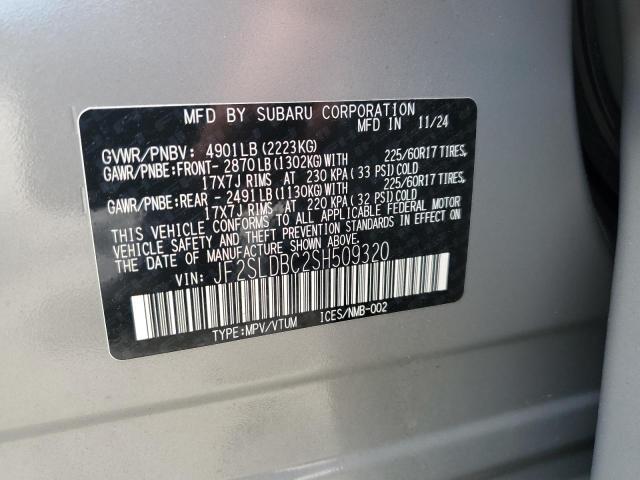 MFD BY SUBARU CORPORATION
MFD IN 11/24
GVWR/PNBV: 4901LB (2223KG)
GAWR/PNBE:FRONT- 2870LB (1302KG)WITH 225/60R17 TIRES,
17X7J RIMS AT 230 KPA (33 PSI)COLD
GAWR/PNBE:REAR - 2491LB (1130KG)WITH 225/60R17 TIRES,
17X7J RIMS AT 220 KPA (32 PSI)COLD
THIS VEHICLE CONFORMS TO ALL APPLICABLE FEDERAL MOTOR
VEHICLE SAFETY AND THEFT PREVENTION STANDARDS IN EFFECT
ON THE DATE OF MANUFACTURE SHOWN ABOVE.
VIN: JF2SLDBC2SH509320
TYPE:MPV/VTUM ICES/NMB-002